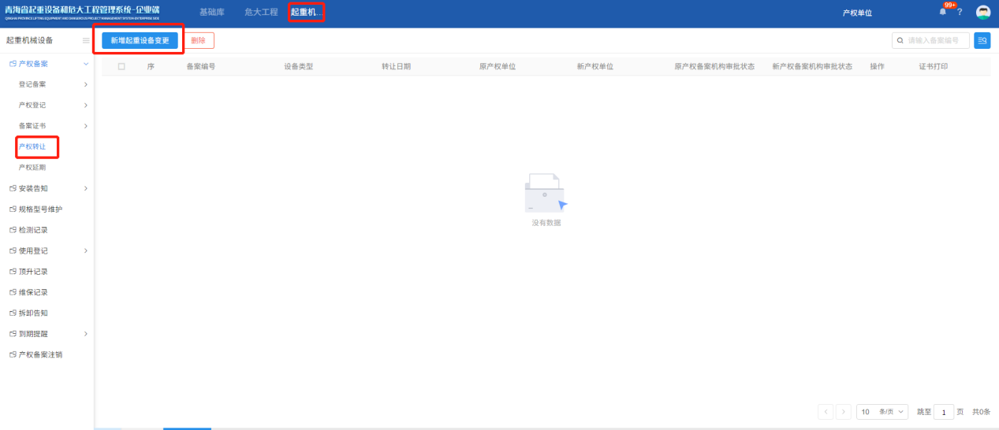 青海省起重设备和危大工程管理系统-企业端
QINGHAI PROVINCE LIFTING EQUIPMENT AND DANGEROUS PROJECT MANAGEMENT SYSTEM-ENTERPRISE SIDE
基础库 危大工程 起重机... 产权单位 99+ ?
起重机械设备
新增起重设备变更 删除 请输入备案编号
产权备案
登记备案
产权登记
备案证书
产权转让
产权延期
安装告知
规格型号维护
检测记录
使用登记
顶升记录
维保记录
拆卸告知
到期提醒
产权备案注销
序 备案编号 设备类型 转让日期 原产权单位 新产权单位 原产权备案机构审批状态 新产权备案机构审批状态 操作 证书打印
没有数据
10 条/页 跳至 1 页 共0条